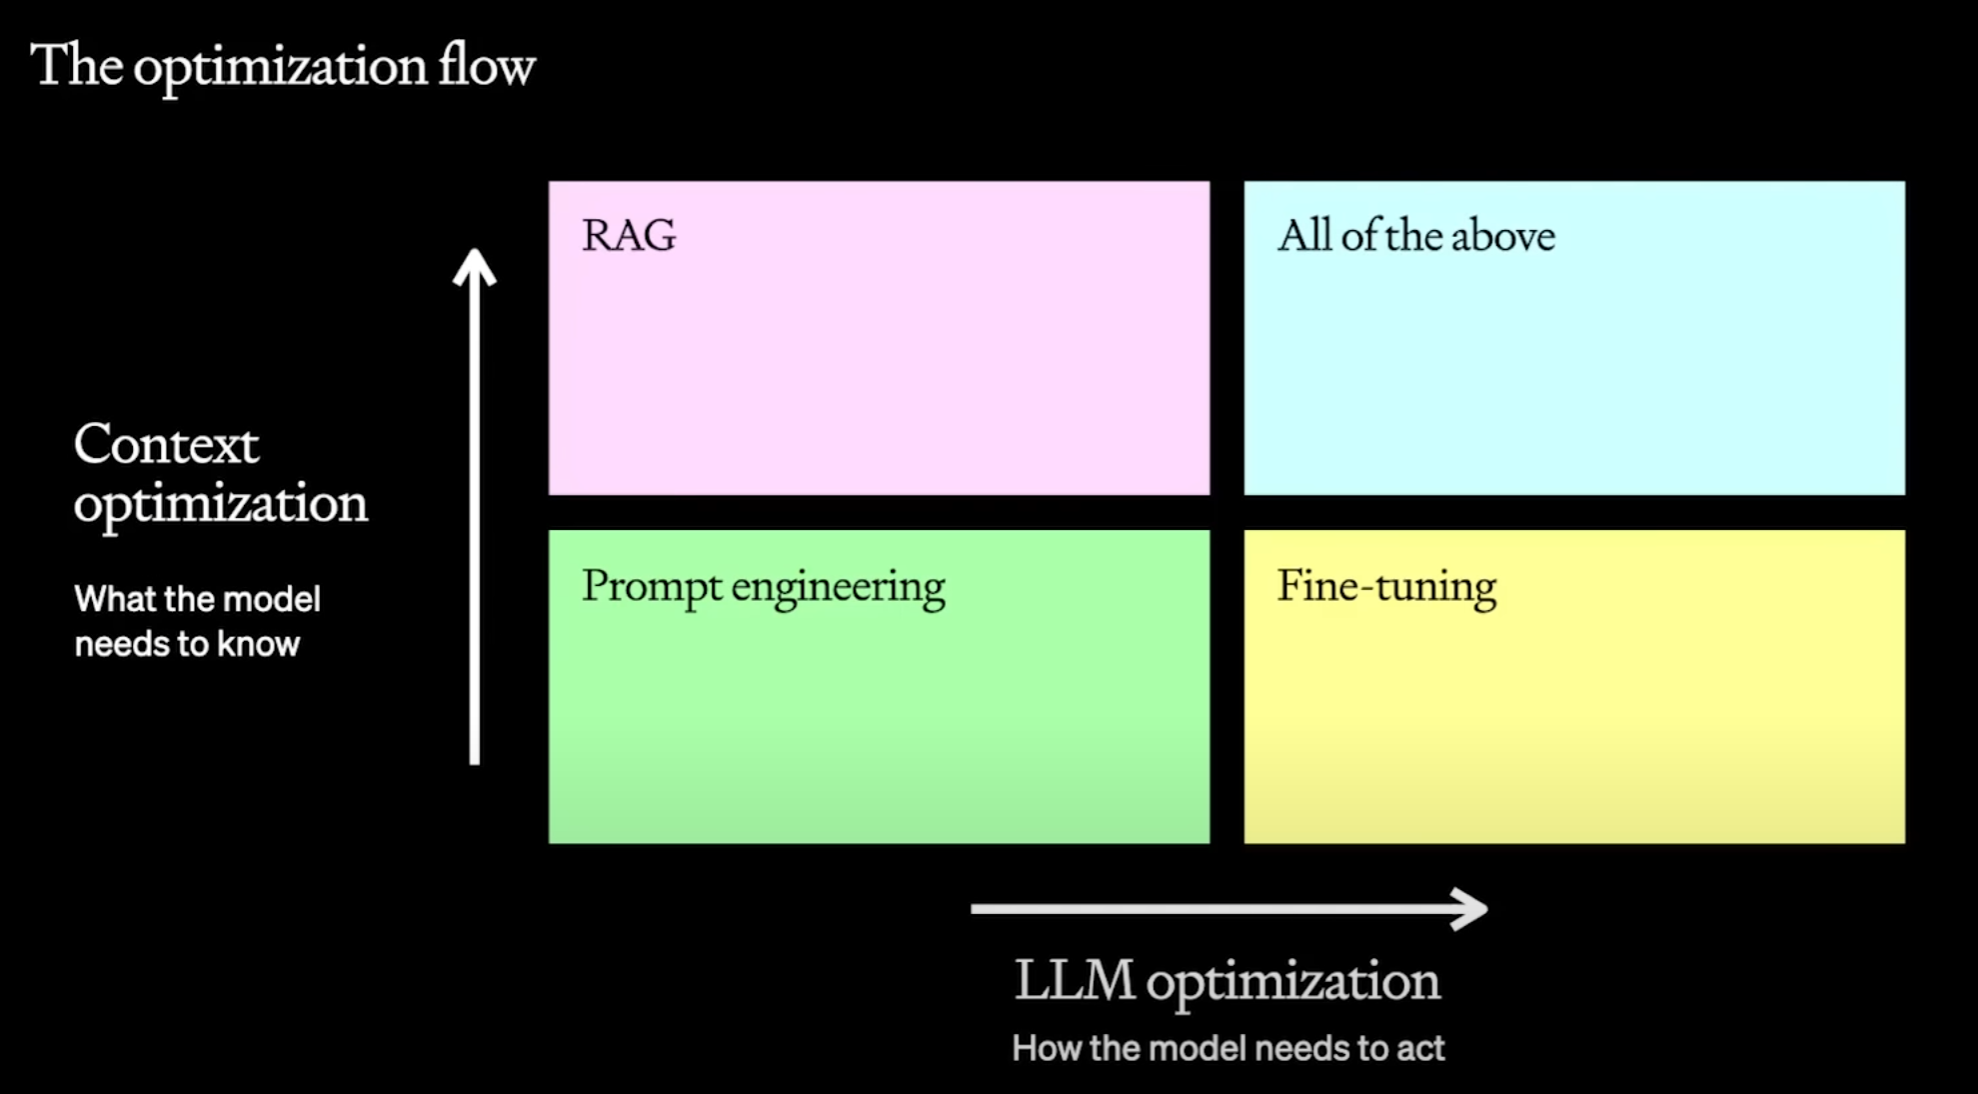 The optimization flow
RAG
All of the above
Context
optimization
What the model
needs to know
Prompt engineering
Fine-tuning
LLM optimization
How the model needs to act